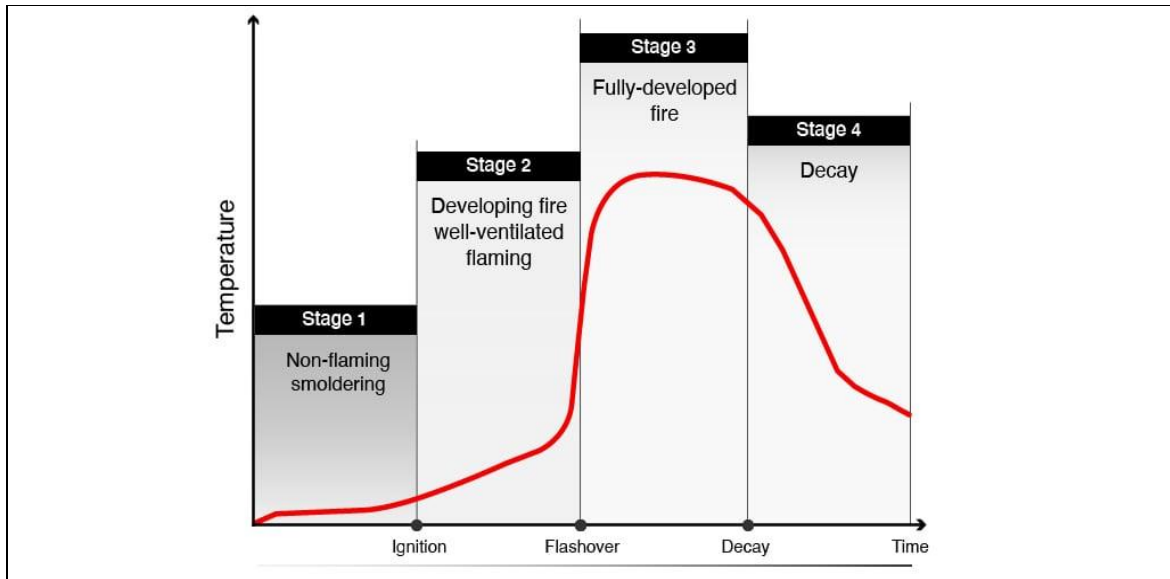 Temperature
Stage 1
Non-flaming
smoldering
Stage 2
Developing fire
well-ventilated
flaming
Stage 3
Fully-developed
fire
Stage 4
Decay
Ignition
Flashover
Decay
Time